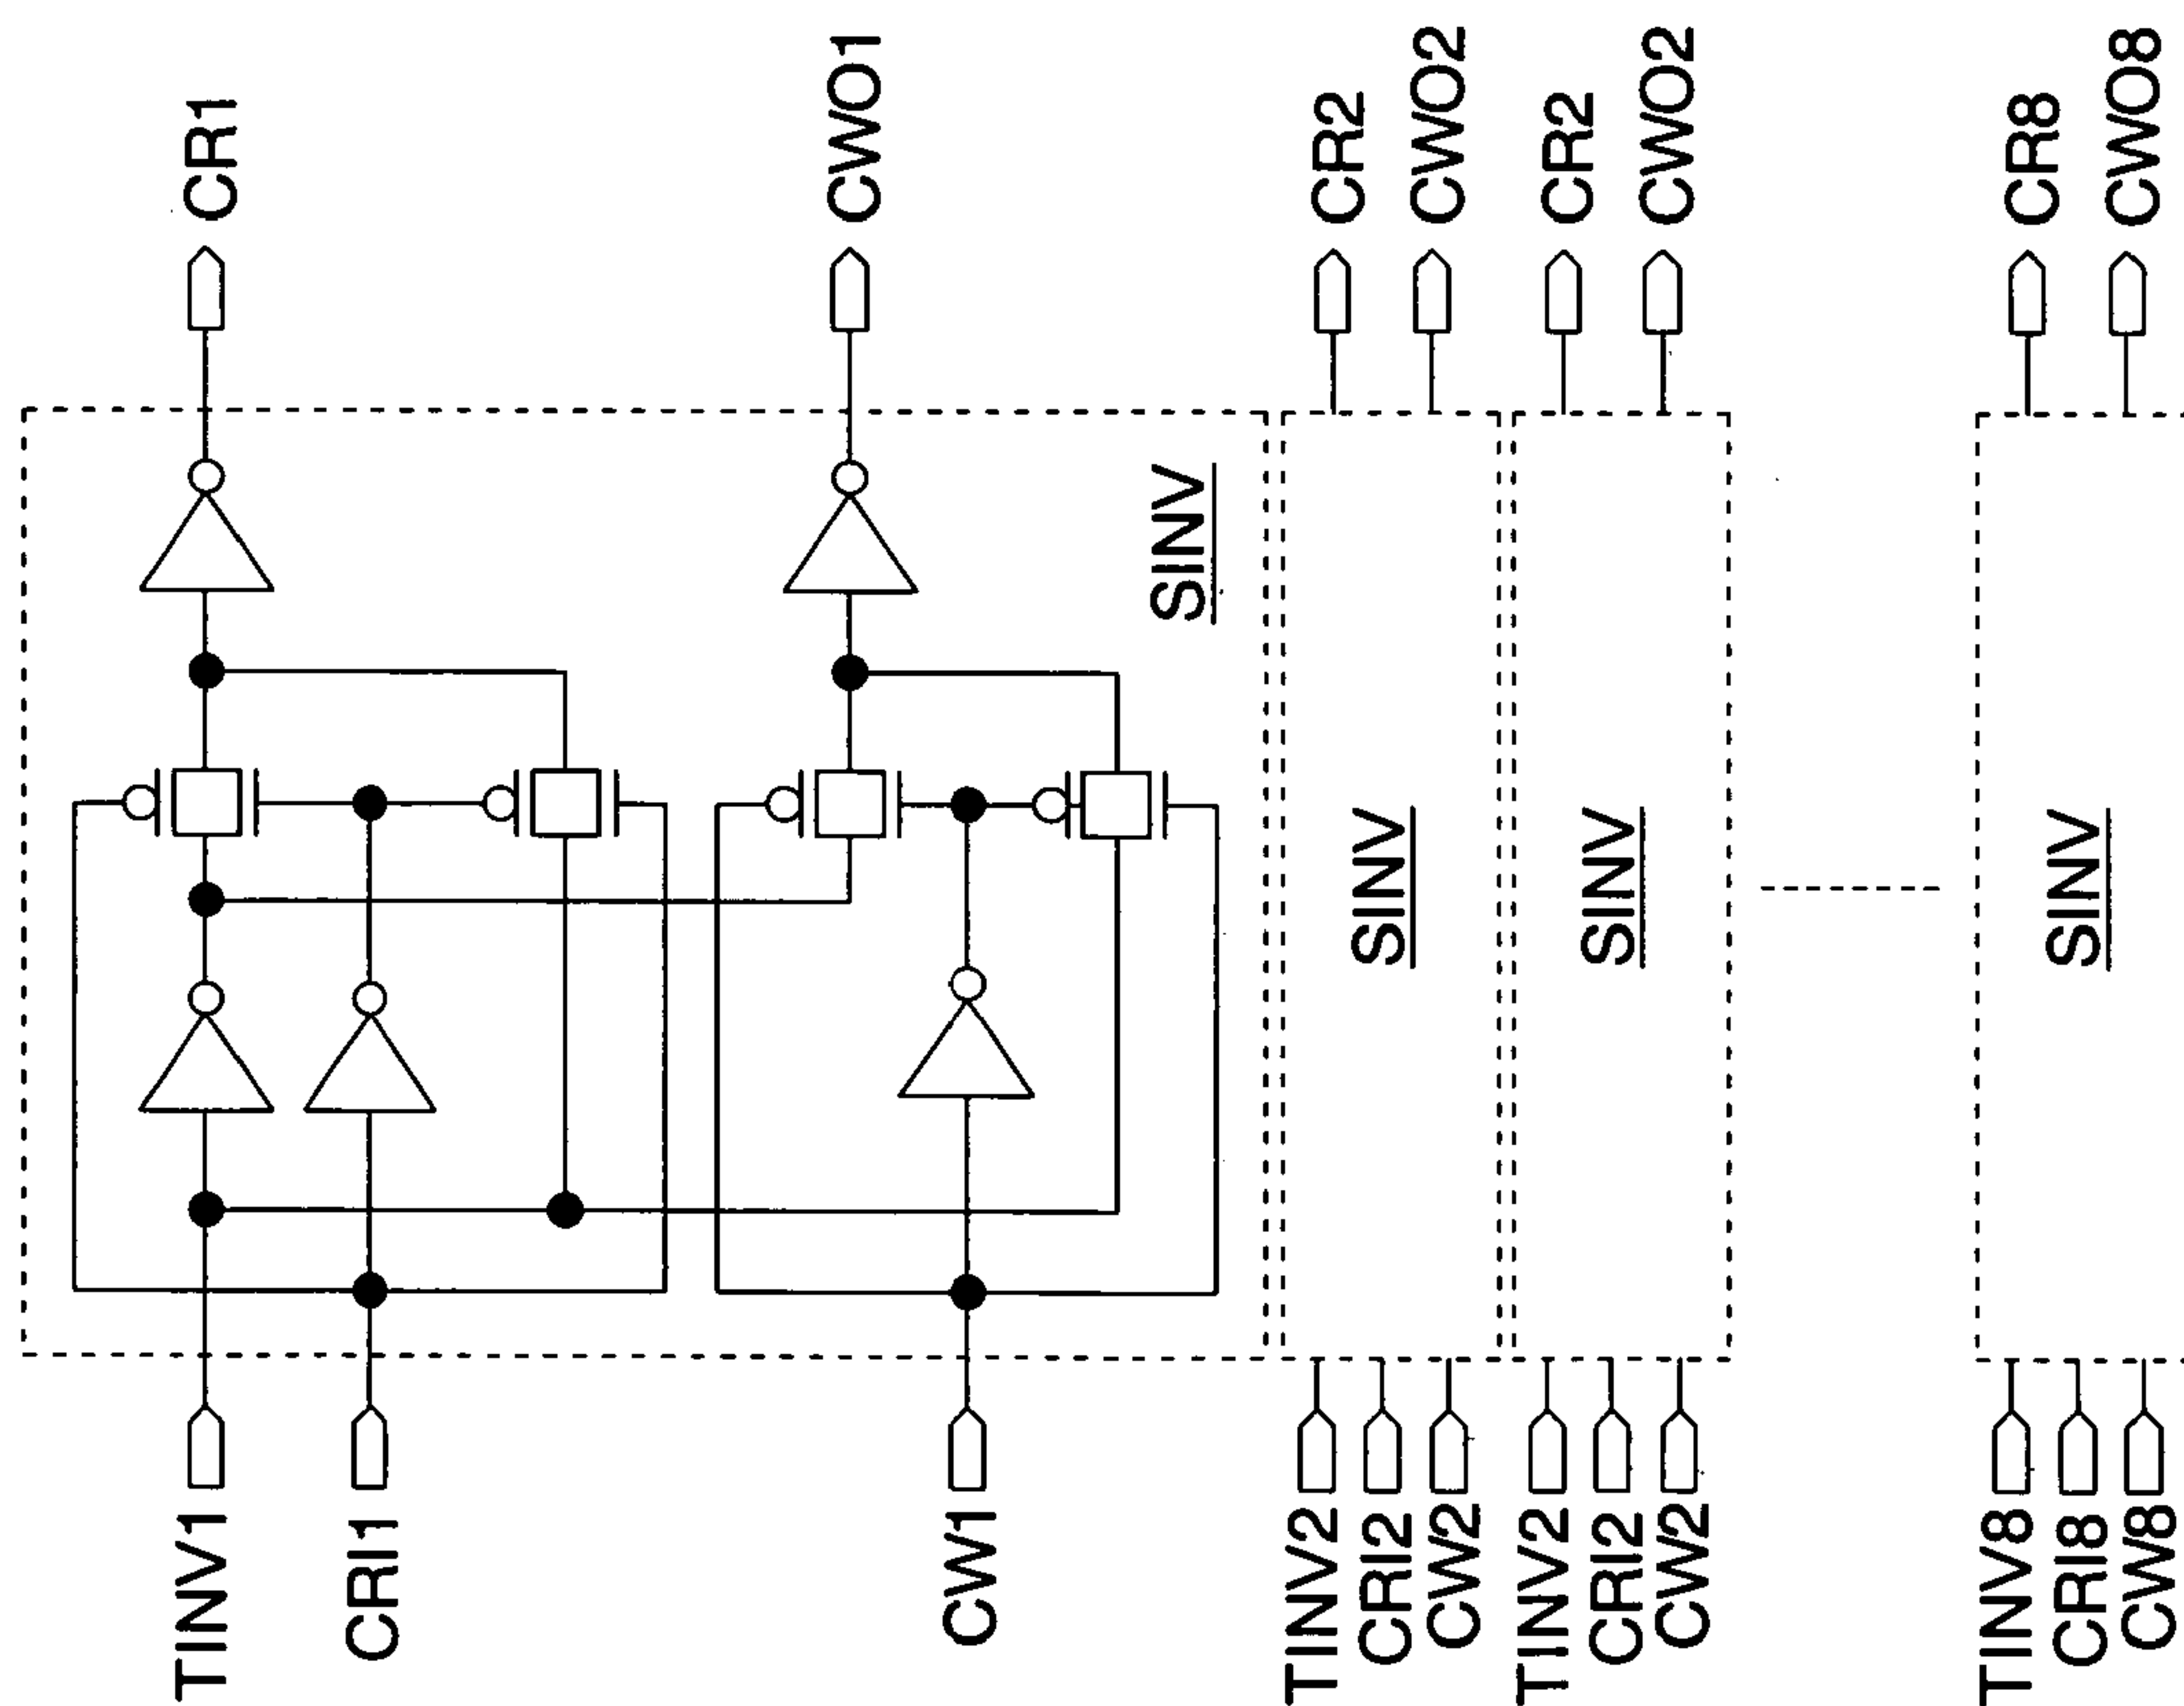 TINV1
CRI1
CW1
CR1
CWO1
SINV
TINV2
CRI2
CW2
SINV
CR2
CWO2
TINV2
CRI2
CW2
SINV
CR2
CWO2
TINV8
CRI8
CW8
SINV
CR8
CWO8